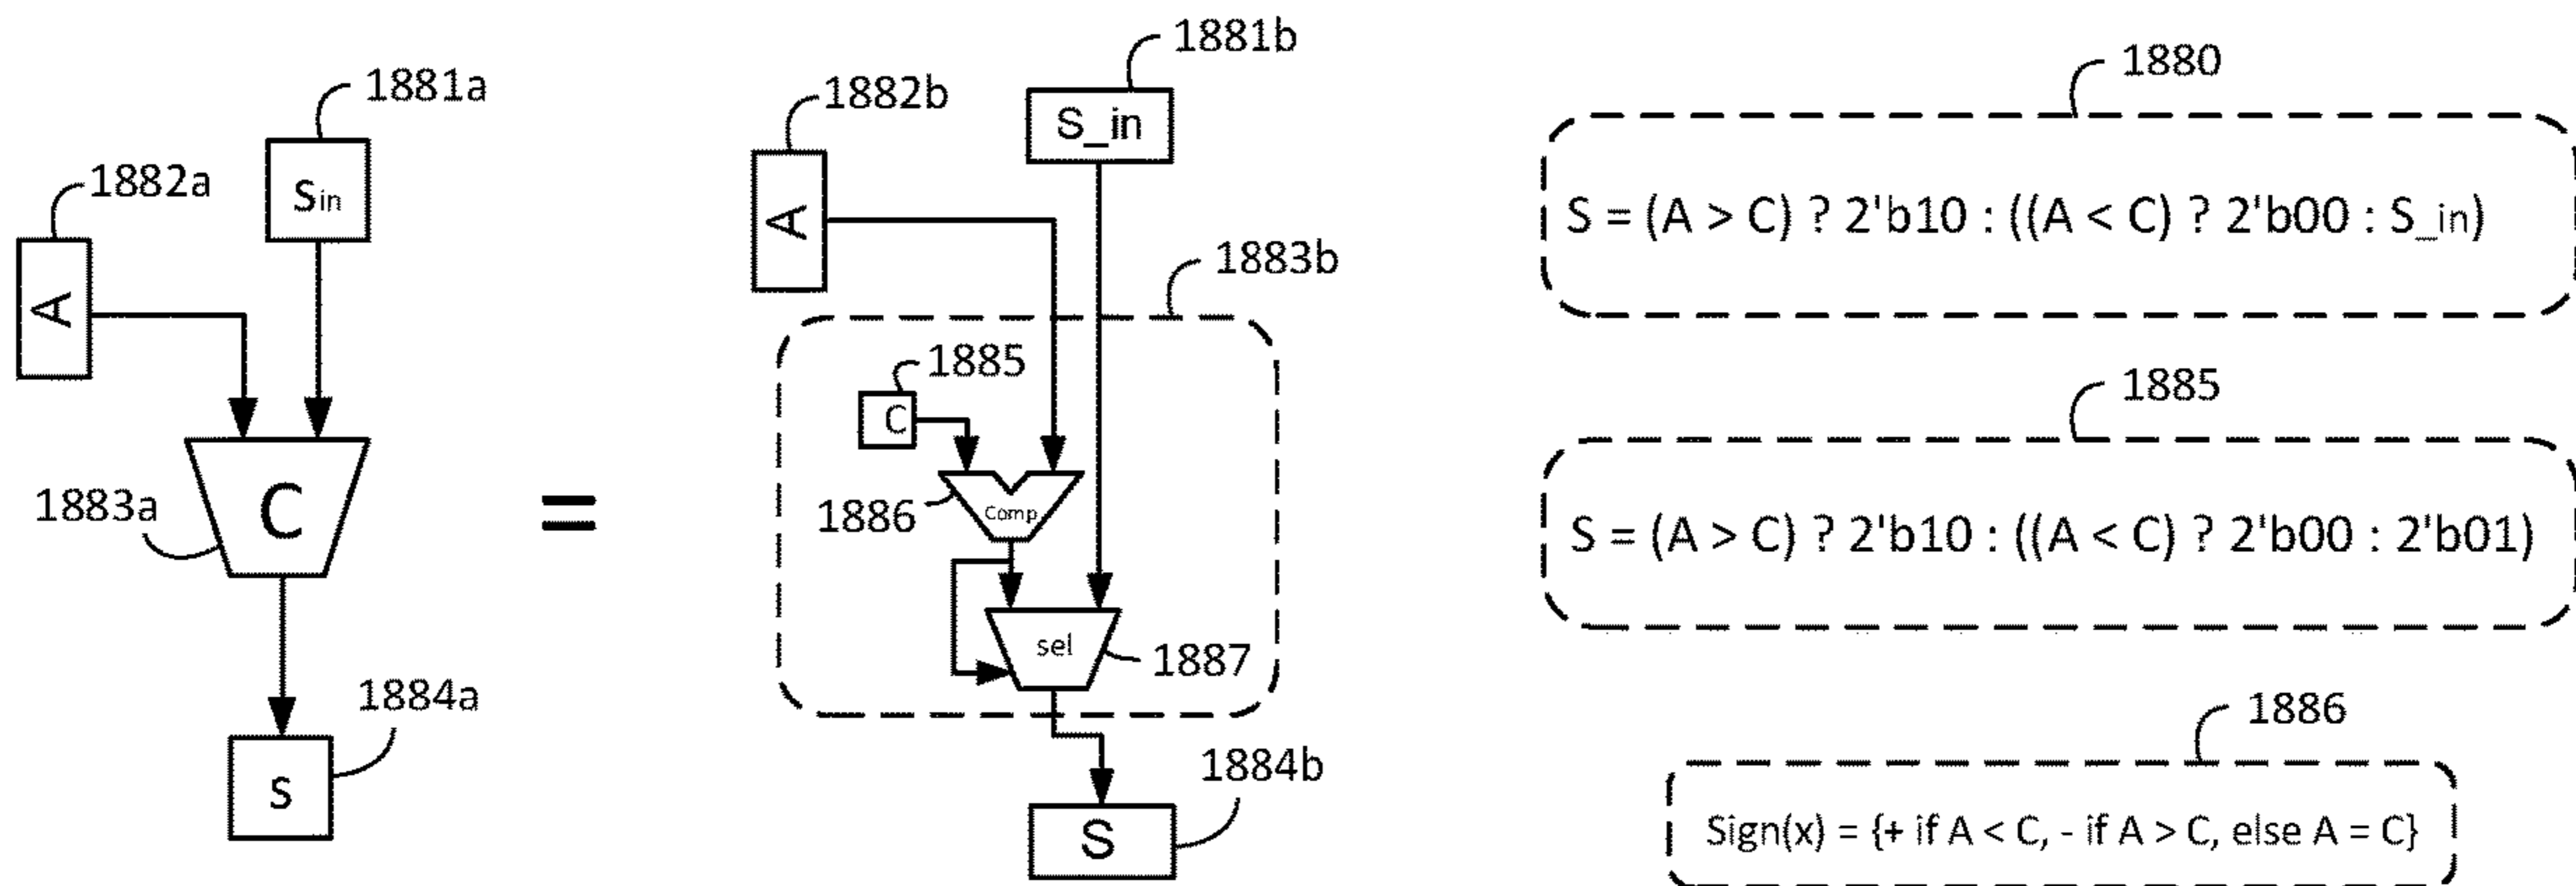 1881a
1882a
Sin
A
1883a
C
1884a
S
=
1881b
1882b
S_in
A
1883b
1885
C
1886
Comp
sel
1887
1884b
S
1880
S = (A > C) ? 2'b10 : ((A < C) ? 2'b00 : S_in)
1885
S = (A > C) ? 2'b10 : ((A < C) ? 2'b00 : 2'b01)
1886
Sign(x) = {+ if A < C, - if A > C, else A = C}